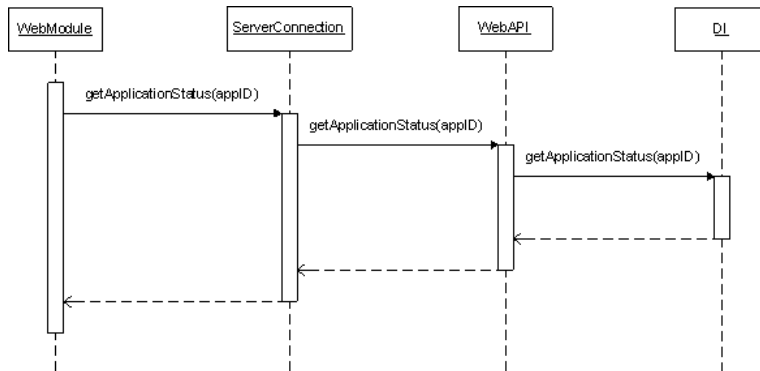 WebModule
ServerConnection
WebAPI
DI
getApplicationStatus(appID)
getApplicationStatus(appID)
getApplicationStatus(appID)